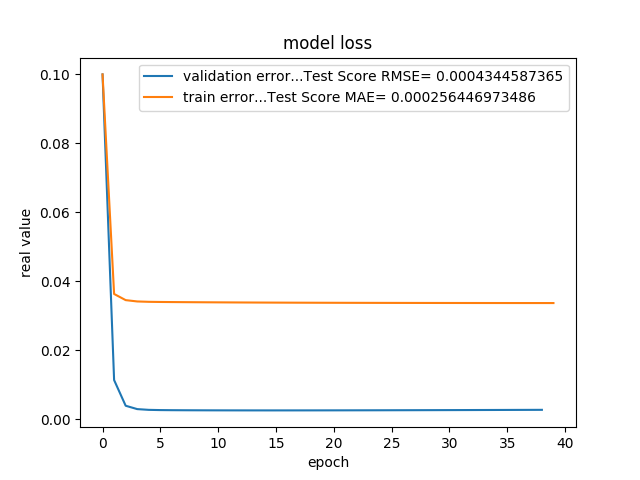 model loss
validation error...Test Score RMSE= 0.0004344587365
train error...Test Score MAE= 0.000256446973486
real value
0.10
0.08
0.06
0.04
0.02
0.00
0 5 10 15 20 25 30 35 40
epoch